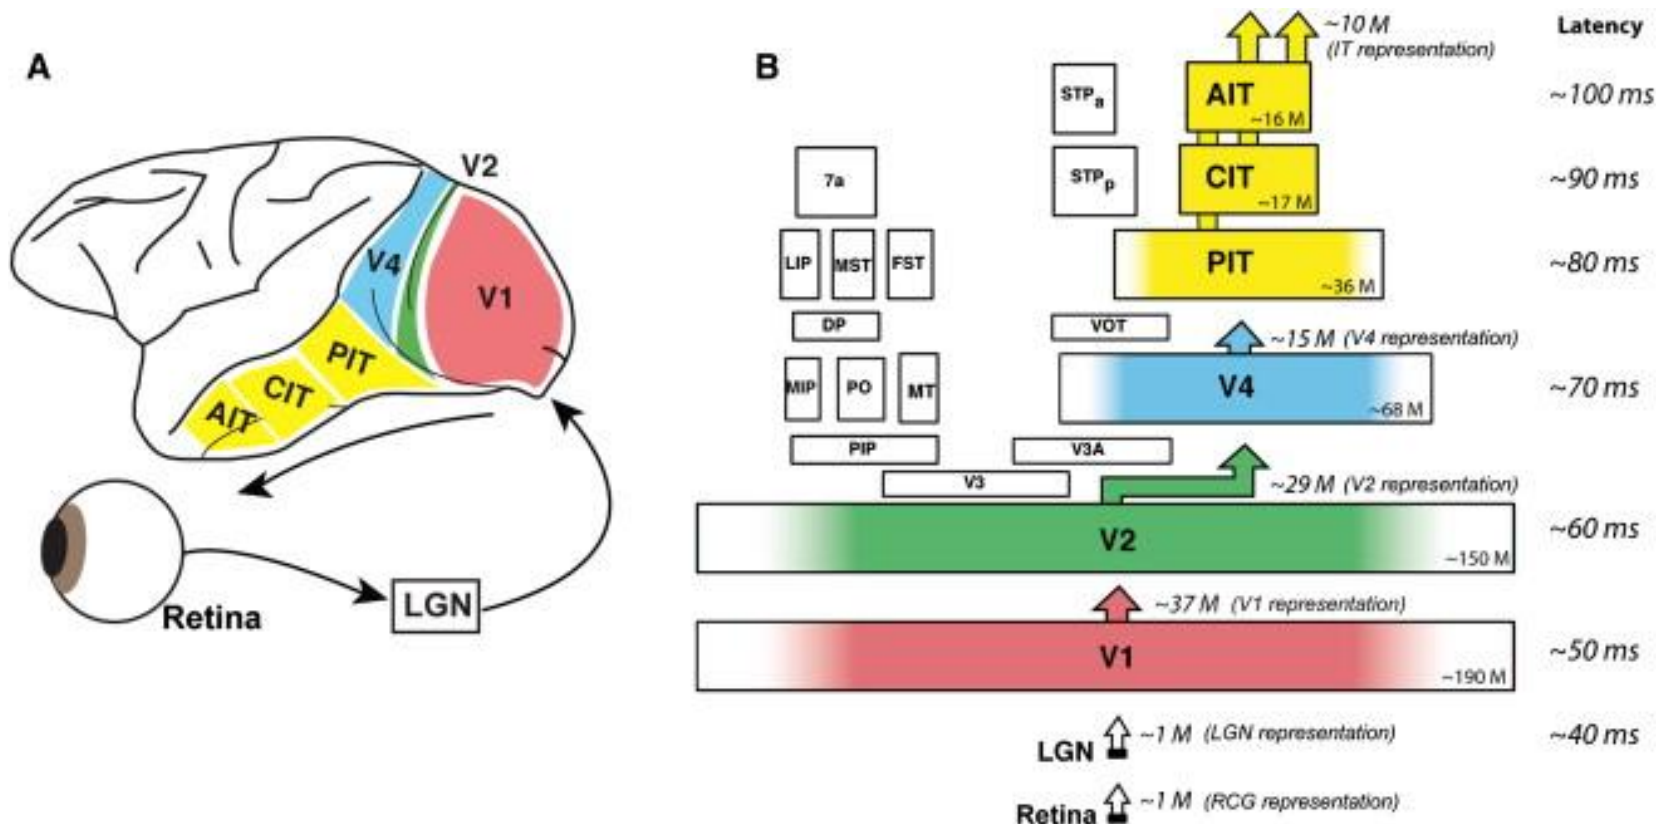 A
V2
V4
V1
PIT
CIT
AIT
Retina
LGN
B
Latency
~10 M
(IT representation)
STPa
AIT
~16 M
~100 ms
7a
STPp
CIT
~17 M
~90 ms
LIP
MST
FST
PIT
~36 M
~80 ms
DP
VOT
~15 M (V4 representation)
MIP
PO
MT
V4
~68 M
~70 ms
PIP
V3A
V3
~29 M (V2 representation)
V2
~150 M
~60 ms
~37 M (V1 representation)
V1
~190 M
~50 ms
LGN
~1 M (LGN representation)
~40 ms
Retina
~1 M (RCG representation)